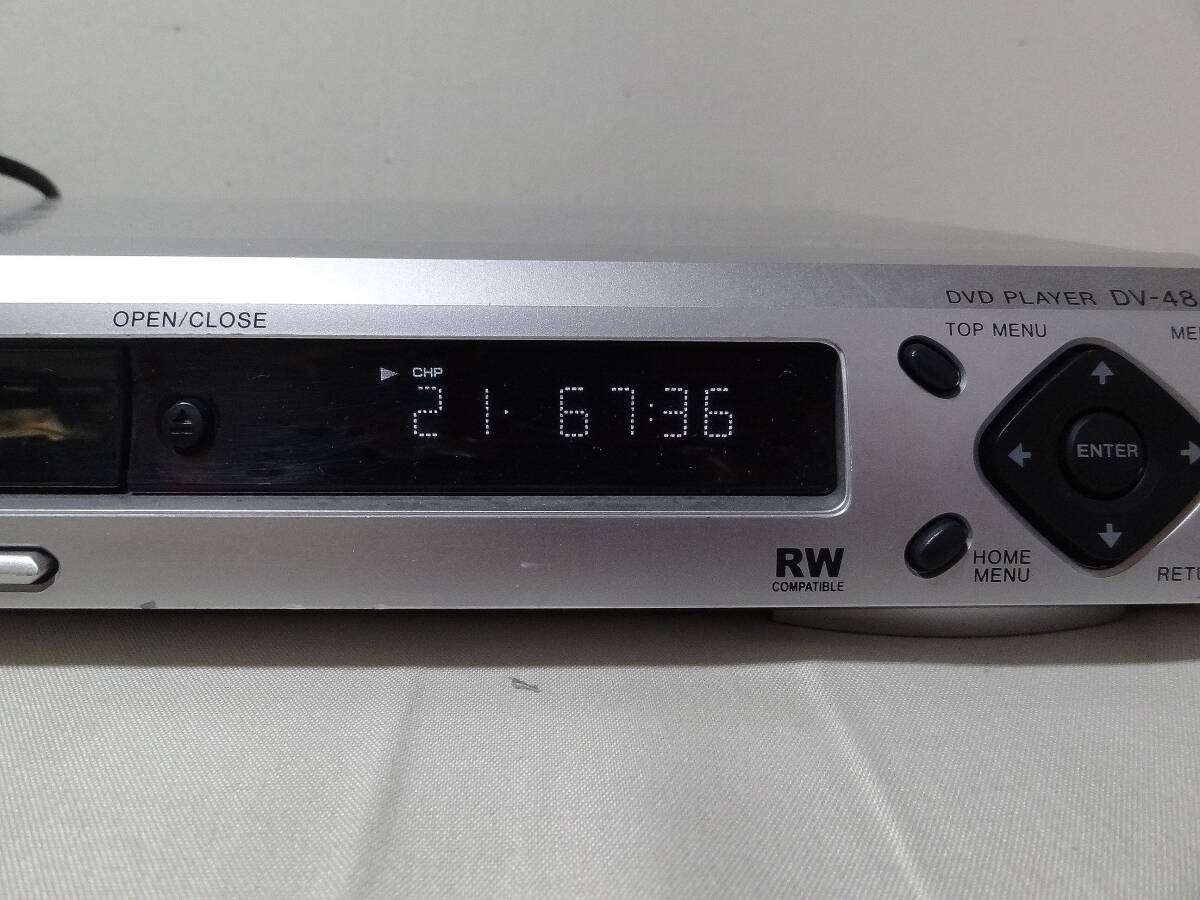 DVD PLAYER DV-48
OPEN/CLOSE
TOP MENU
CHP
21. 67:36
ENTER
RW
COMPATIBLE
HOME
MENU